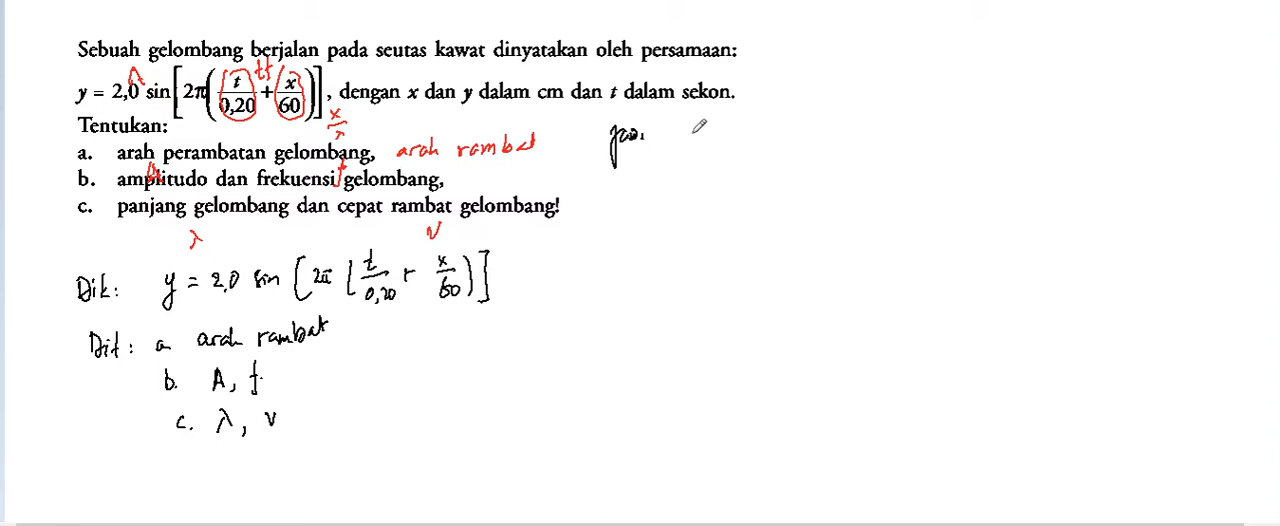 Sebuah gelombang berjalan pada seutas kawat dinyatakan oleh persamaan:
y = 2,0 sin[2π(t/0,20 + x/60)], dengan x dan y dalam cm dan t dalam sekon.
A tf x/λ
Tentukan:
a. arah perambatan gelombang, arah rambat
b. amplitudo dan frekuensi gelombang,
A f
c. panjang gelombang dan cepat rambat gelombang!
λ v
Dik: y = 2,0 sin [2π (t/0,20 + x/60)]
Dit: a arah rambat
b. A, f
c. λ, v